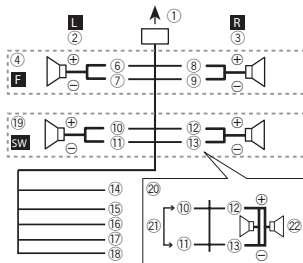 ①
L R
② ③
④ ⊕ ⑥ ⑧ ⊕
F ⊖ ⑦ ⑨ ⊖
⑲ ⊕ ⑩ ⑫ ⊕
SW ⊖ ⑪ ⑬ ⊖
⑭
⑮
⑯
⑰
⑱
⑳ ⊕
⑩ ⑫
㉑ ㉒
⑪ ⑬
⊖